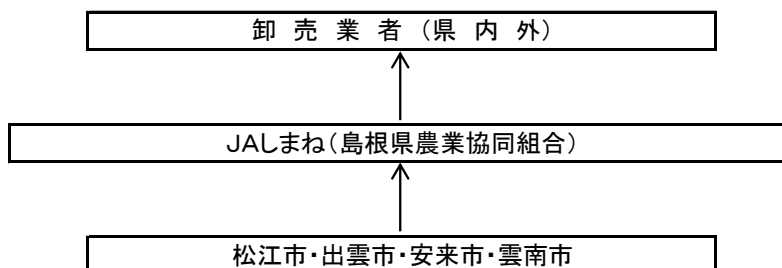 卸 売 業 者 (県 内 外)
JAしまね(島根県農業協同組合)
松江市・出雲市・安来市・雲南市